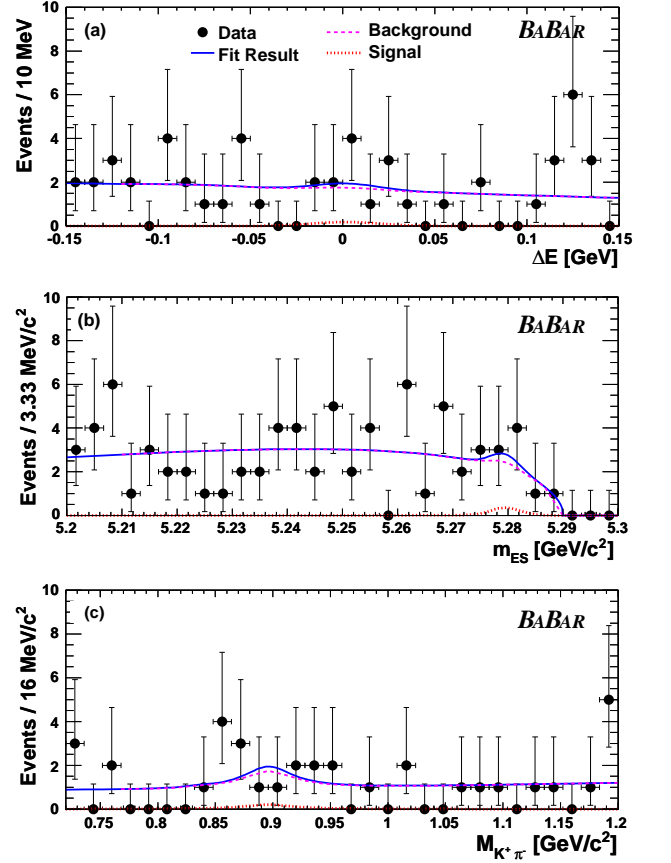 (a)
Data
Background
Fit Result
Signal
BABAR
Events / 10 MeV
10
8
6
4
2
0
-0.15 -0.1 -0.05 0 0.05 0.1 0.15
ΔE [GeV]
(b)
BABAR
Events / 3.33 MeV/c²
10
8
6
4
2
0
5.2 5.21 5.22 5.23 5.24 5.25 5.26 5.27 5.28 5.29 5.3
m_ES [GeV/c²]
(c)
BABAR
Events / 16 MeV/c²
10
8
6
4
2
0
0.75 0.8 0.85 0.9 0.95 1 1.05 1.1 1.15 1.2
M_K⁺π⁻ [GeV/c²]